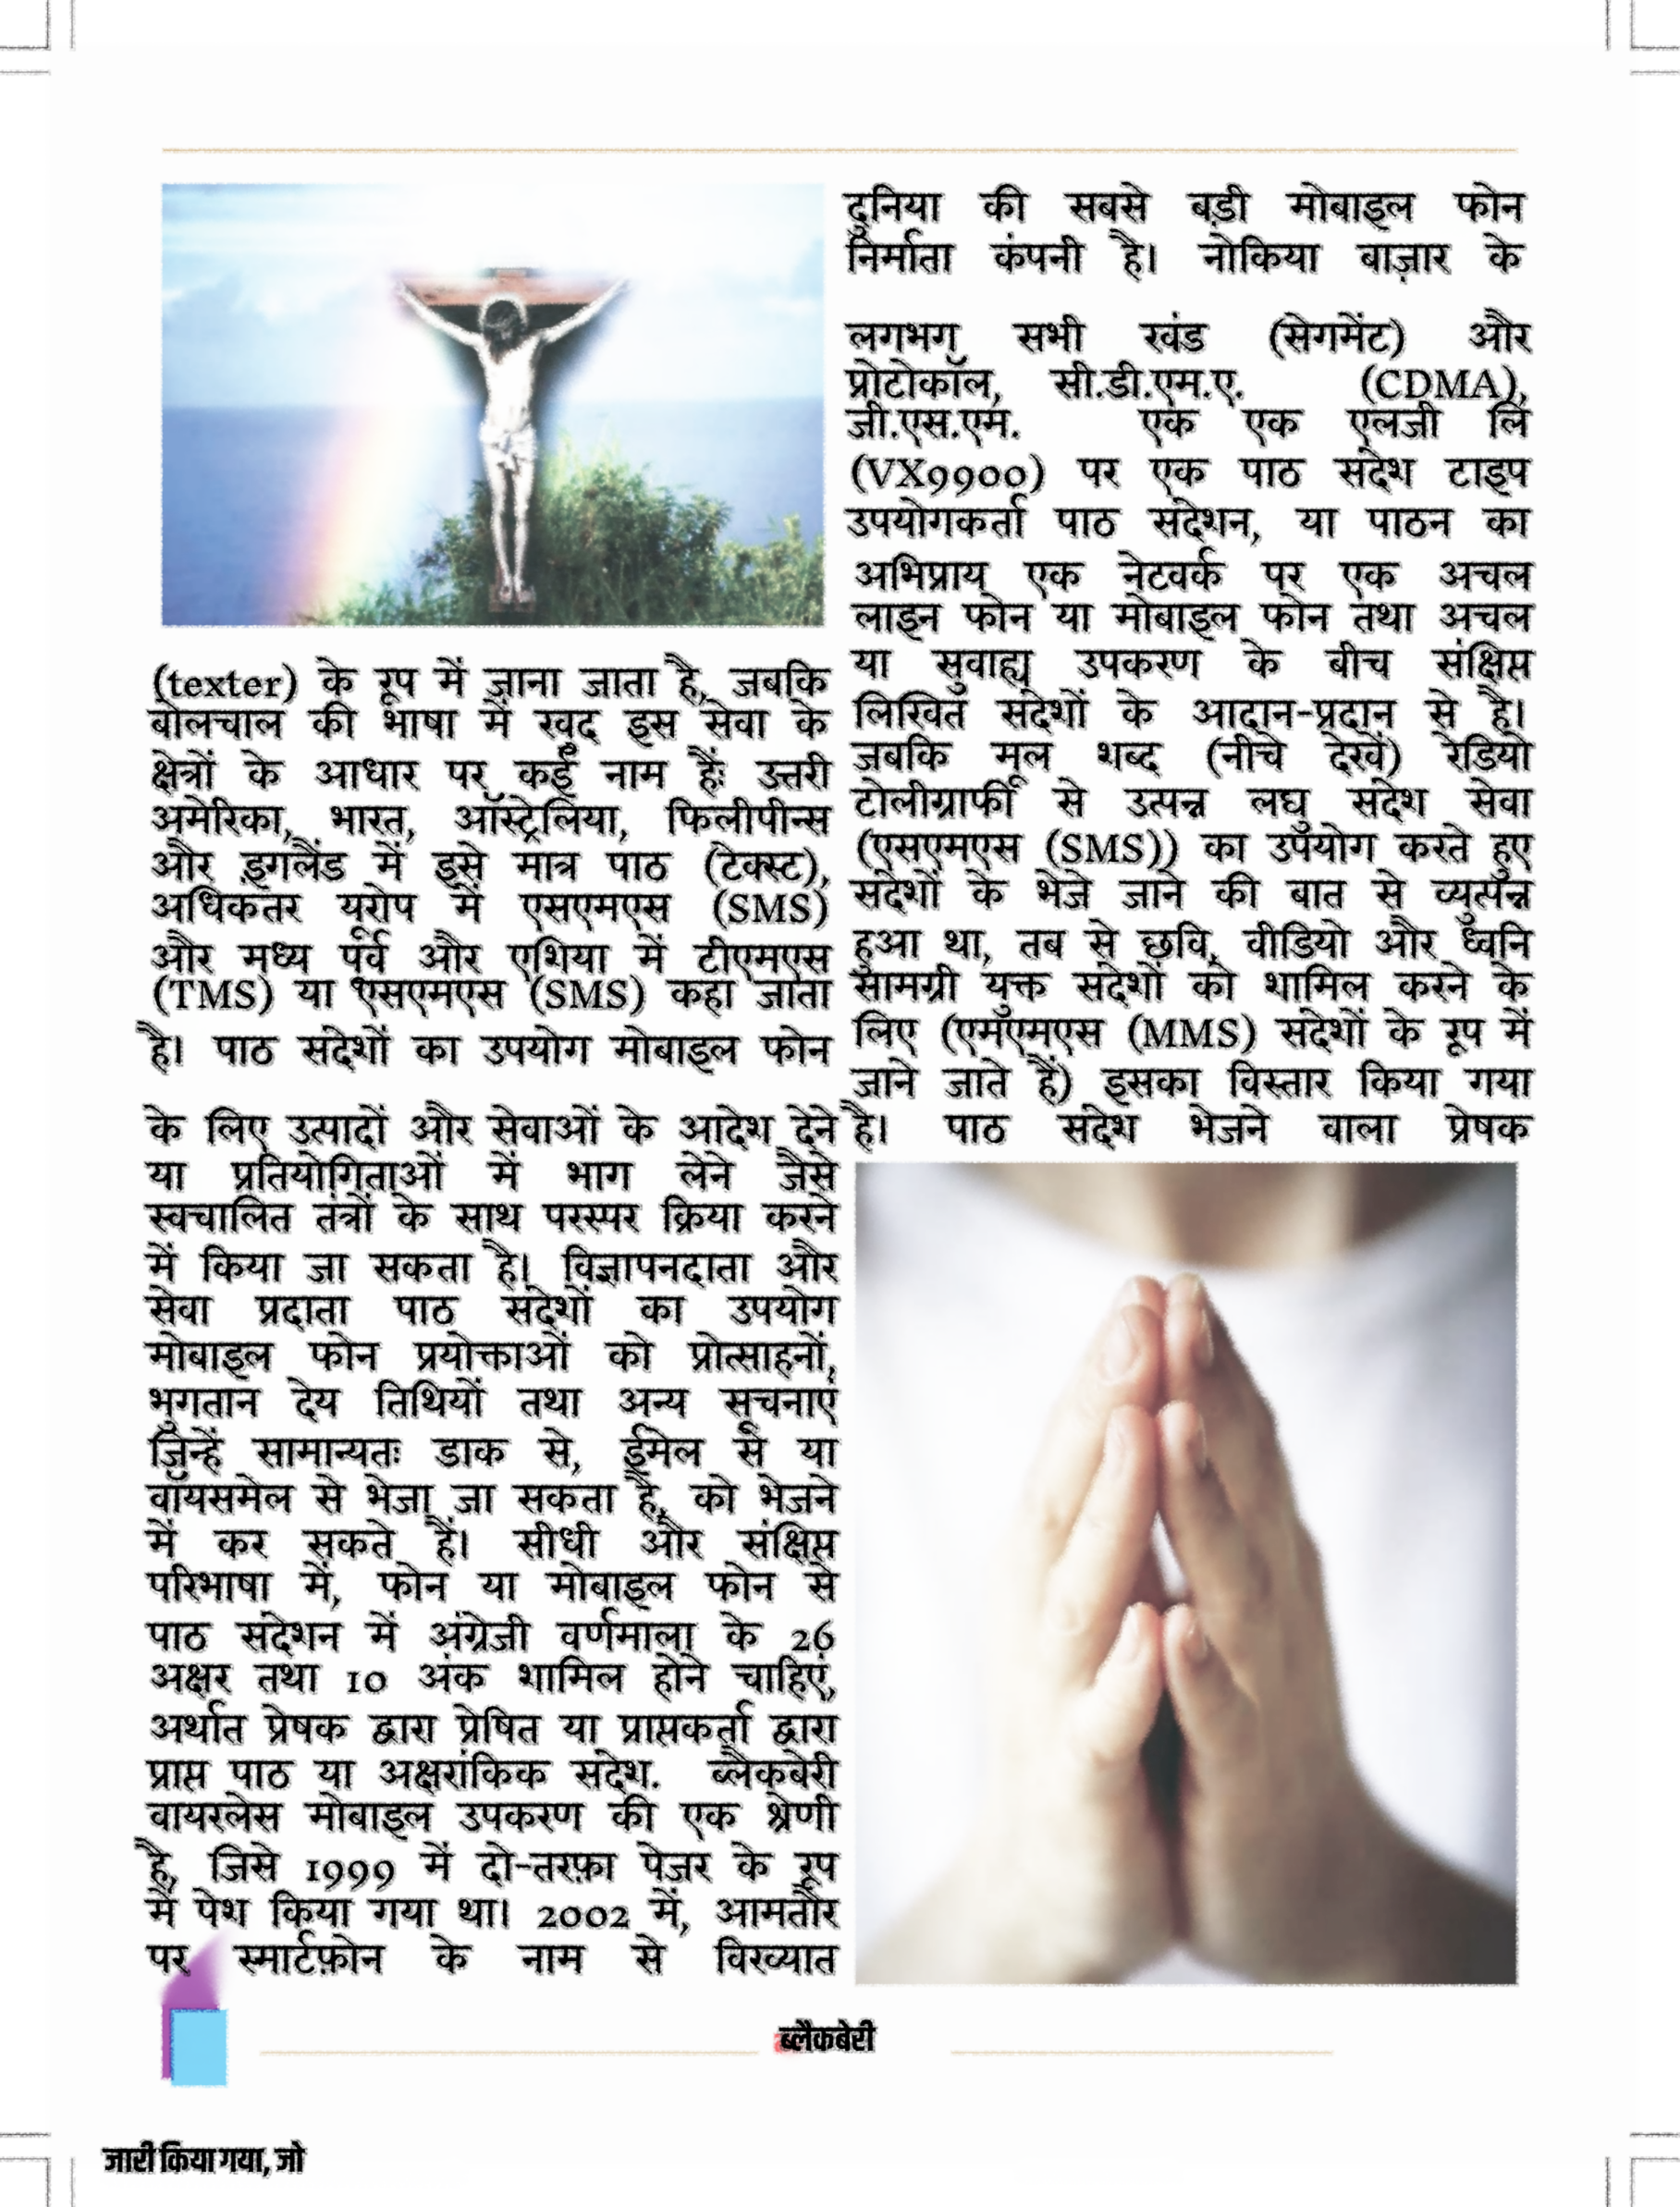 दुनिया की सबसे बड़ी मोबाइल फोन
निर्माता कंपनी है। नोकिया बाज़ार के
लगभग सभी खंड (सेगमेंट) और
प्रोटोकॉल, सी.डी.एम.ए. (CDMA),
जी.एस.एम. एक एक एलजी लि
(VX9900) पर एक पाठ संदेश टाइप
उपयोगकर्ता पाठ संदेशन, या पाठन का
अभिप्राय एक नेटवर्क पर एक अचल
लाइन फोन या मोबाइल फोन तथा अचल
या सुवाह्य उपकरण के बीच संक्षिप्त
लिखित संदेशों के आदान-प्रदान से है।
जबकि मूल शब्द (नीचे देखें) रेडियो
टोलीग्राफी से उत्पन्न लघु संदेश सेवा
(एसएमएस (SMS)) का उपयोग करते हुए
संदेशों के भेजे जाने की बात से व्युत्पन्न
हुआ था, तब से छवि, वीडियो और ध्वनि
सामग्री युक्त संदेशों को शामिल करने के
लिए (एमएमएस (MMS) संदेशों के रूप में
जाने जाते हैं) इसका विस्तार किया गया
है। पाठ संदेश भेजने वाला प्रेषक
(texter) के रूप में जाना जाता है, जबकि
बोलचाल की भाषा में खुद इस सेवा के
क्षेत्रों के आधार पर कई नाम हैं: उत्तरी
अमेरिका, भारत, ऑस्ट्रेलिया, फिलीपीन्स
और इगलैंड में इसे मात्र पाठ (टेक्स्ट),
अधिकतर यूरोप में एसएमएस (SMS)
और मध्य पूर्व और एशिया में टीएमएस
(TMS) या एसएमएस (SMS) कहा जाता
है। पाठ संदेशों का उपयोग मोबाइल फोन
के लिए उत्पादों और सेवाओं के आदेश देने
या प्रतियोगिताओं में भाग लेने जैसे
स्वचालित तंत्रों के साथ परस्पर क्रिया करने
में किया जा सकता है। विज्ञापनदाता और
सेवा प्रदाता पाठ संदेशों का उपयोग
मोबाइल फोन प्रयोक्ताओं को प्रोत्साहनों,
भुगतान देय तिथियों तथा अन्य सूचनाएं
जिन्हें सामान्यतः डाक से, ईमेल से या
वॉयसमेल से भेजा जा सकता है, को भेजने
में कर सकते हैं। सीधी और संक्षिप्त
परिभाषा में, फोन या मोबाइल फोन से
पाठ संदेशन में अंग्रेजी वर्णमाला के 26
अक्षर तथा 10 अंक शामिल होने चाहिएं,
अर्थात प्रेषक द्वारा प्रेषित या प्राप्तकर्ता द्वारा
प्राप्त पाठ या अक्षरांकिक संदेश. ब्लैकबेरी
वायरलेस मोबाइल उपकरण की एक श्रेणी
है, जिसे 1999 में दो-तरफ़ा पेजर के रूप
में पेश किया गया था। 2002 में, आमतौर
पर स्मार्टफ़ोन के नाम से विख्यात
ब्लैकबेरी
जारी किया गया, जो